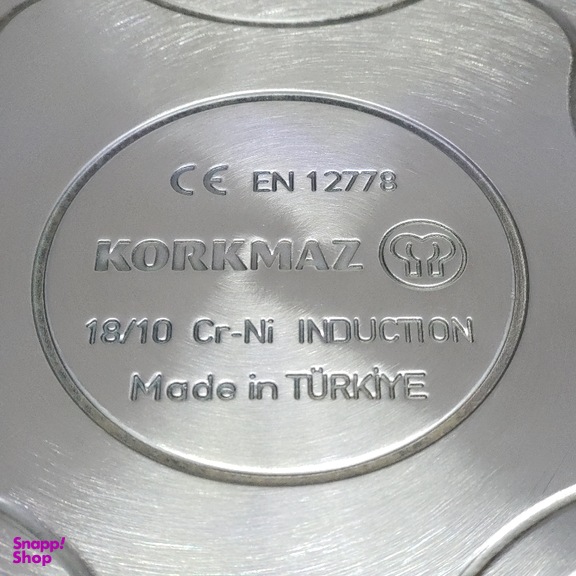 CE EN 12778
KORKMAZ
18/10 Cr-Ni INDUCTION
Made in TÜRKİYE
Snapp!
Shop